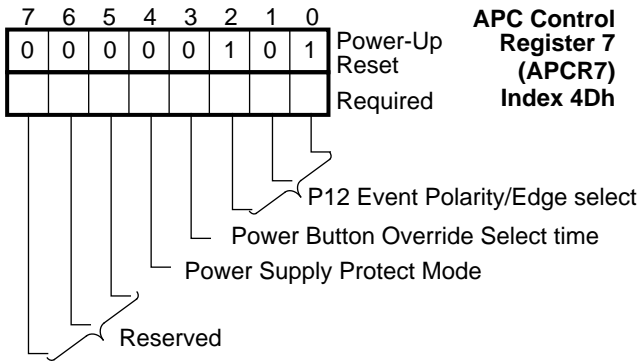 7 6 5 4 3 2 1 0
APC Control
Register 7
(APCR7)
Index 4Dh
0 0 0 0 0 1 0 1
Power-Up
Reset
Required
P12 Event Polarity/Edge select
Power Button Override Select time
Power Supply Protect Mode
Reserved